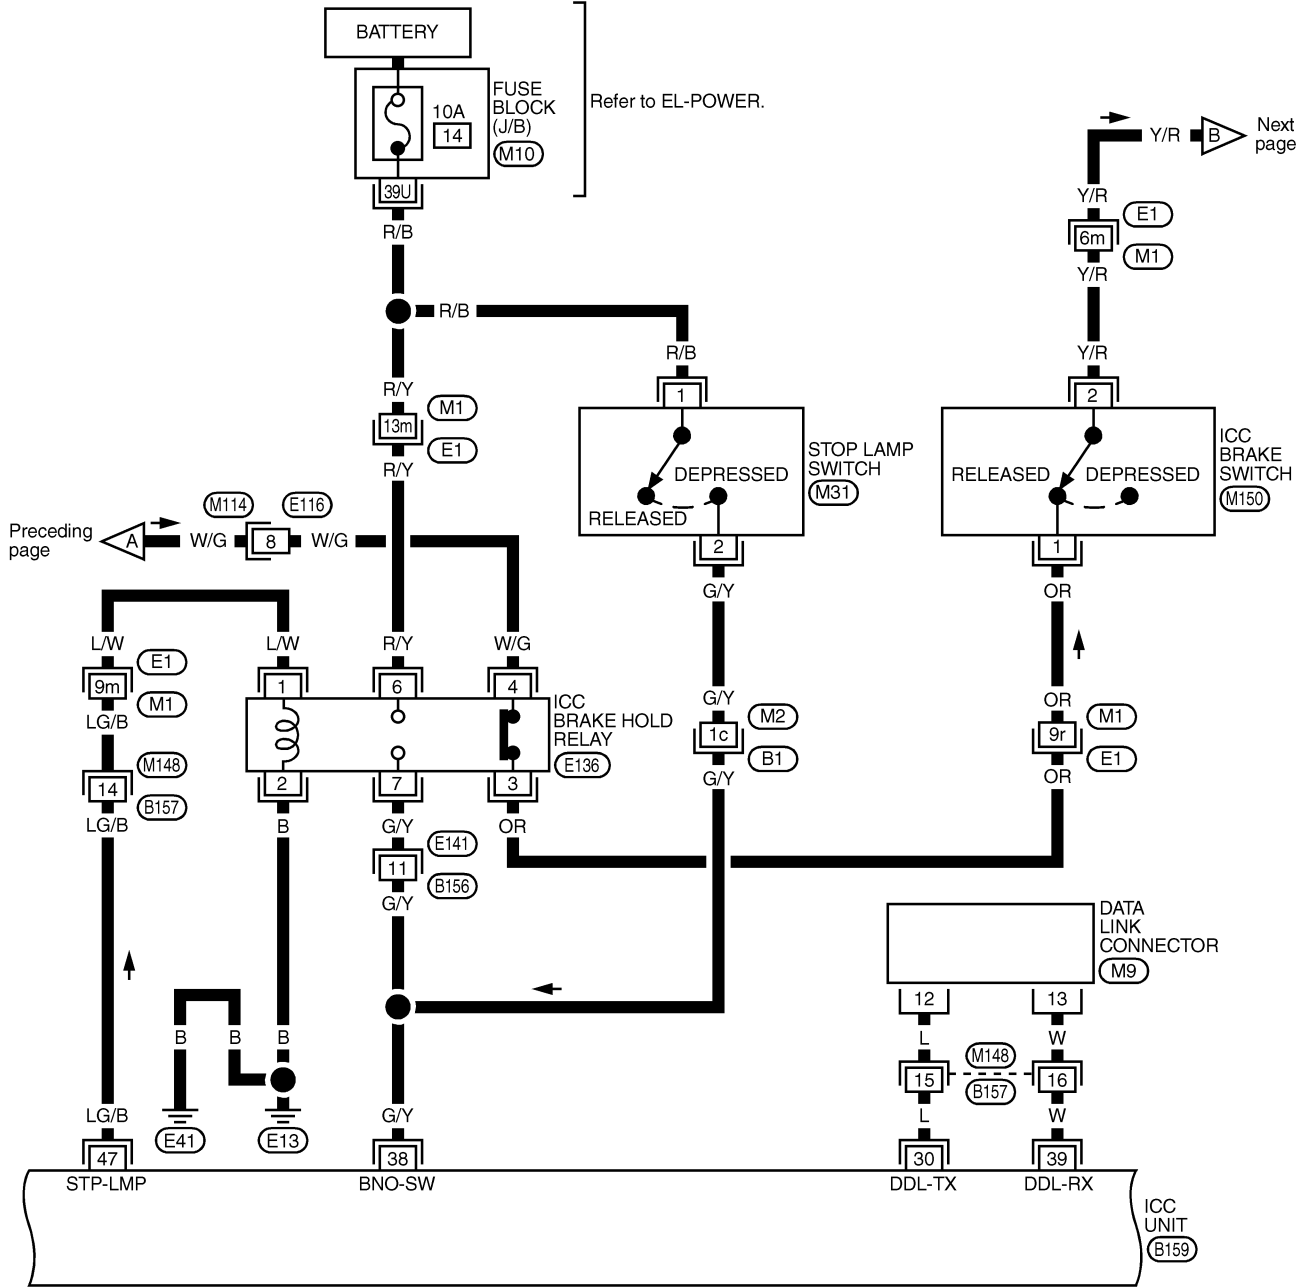 BATTERY
FUSE
BLOCK
(J/B)
M10
10A
14
Refer to EL-POWER.
39U
R/B
R/B
R/B
R/Y
13m
M1
E1
R/Y
Next
page
B
Y/R
Y/R
6m
E1
M1
Y/R
Y/R
1
DEPRESSED
RELEASED
STOP LAMP
SWITCH
M31
2
G/Y
2
RELEASED
DEPRESSED
ICC
BRAKE
SWITCH
M150
1
OR
Preceding
page
A
W/G
M114
E116
8
W/G
L/W
L/W
R/Y
W/G
9m
E1
M1
LG/B
1
6
4
ICC
BRAKE HOLD
RELAY
E136
2
7
3
G/Y
1c
M2
B1
G/Y
OR
9r
M1
E1
OR
14
M148
B157
LG/B
B
G/Y
OR
11
E141
B156
G/Y
DATA
LINK
CONNECTOR
M9
12
13
L
W
15
M148
B157
16
L
W
B
B
B
E41
E13
LG/B
G/Y
47
38
30
39
STP-LMP
BNO-SW
DDL-TX
DDL-RX
ICC
UNIT
B159